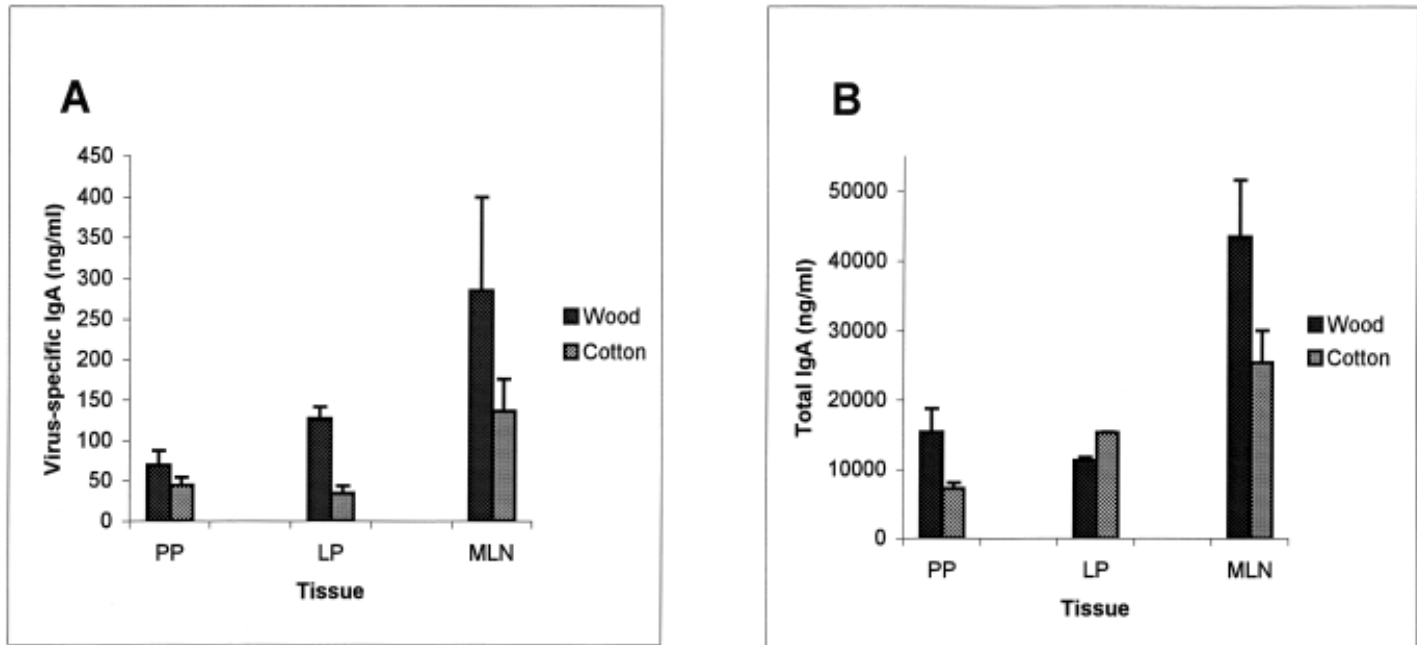 A
450
400
350
300
250
200
150
100
50
0
Virus-specific IgA (ng/ml)
PP
LP
MLN
Tissue
Wood
Cotton
B
50000
40000
30000
20000
10000
0
Total IgA (ng/ml)
PP
LP
MLN
Tissue
Wood
Cotton